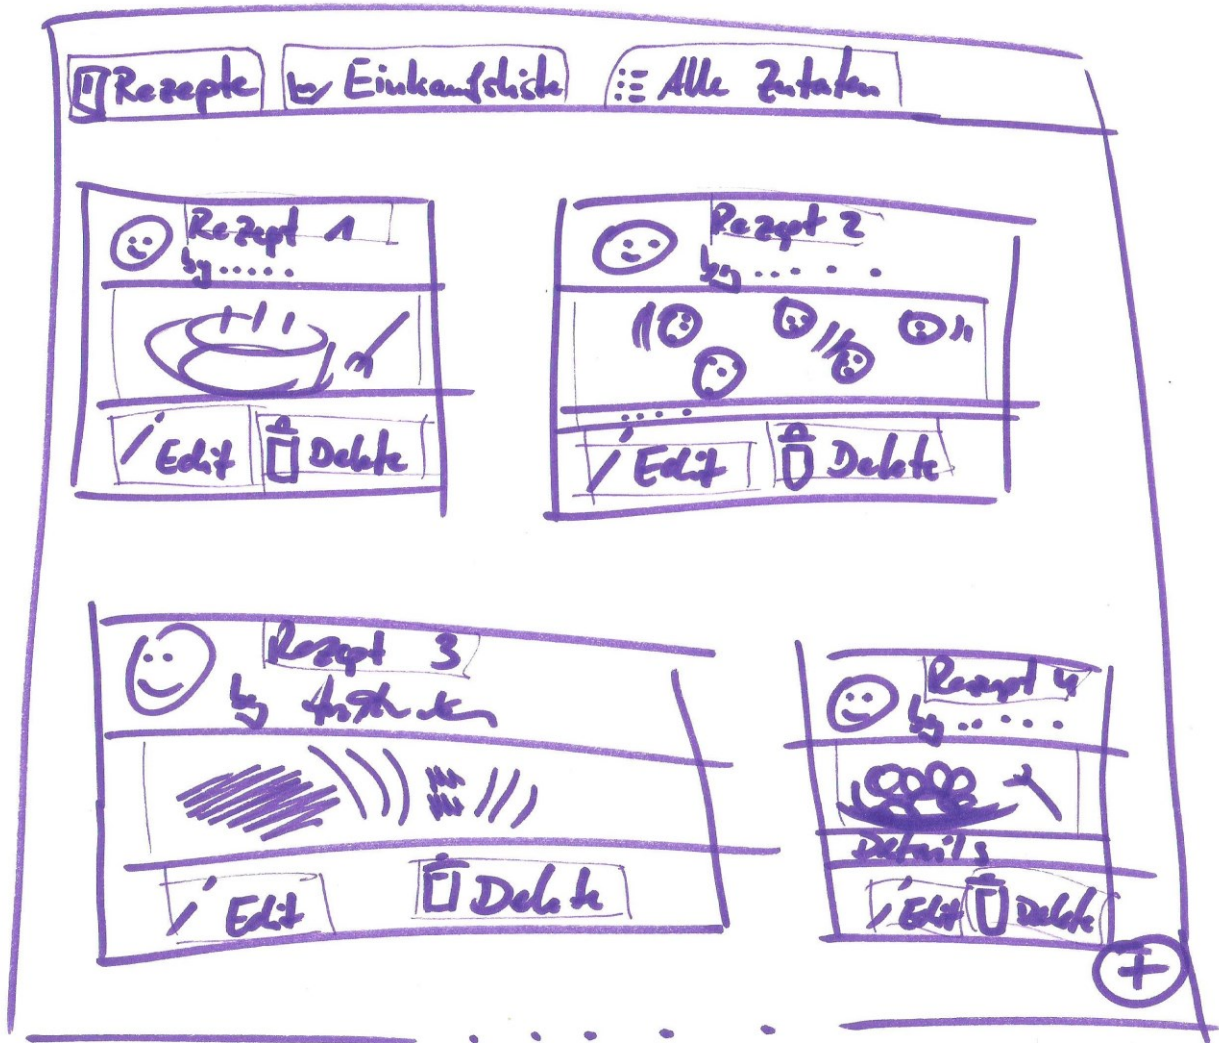 Rezepte Einkaufsliste Alle Zutaten
Rezept 1
by .....
Edit Delete
Rezept 2
by .....
....
Edit Delete
Rezept 3
by
Edit Delete
Rezept 4
by .....
Details
Edit Delete
+
.....